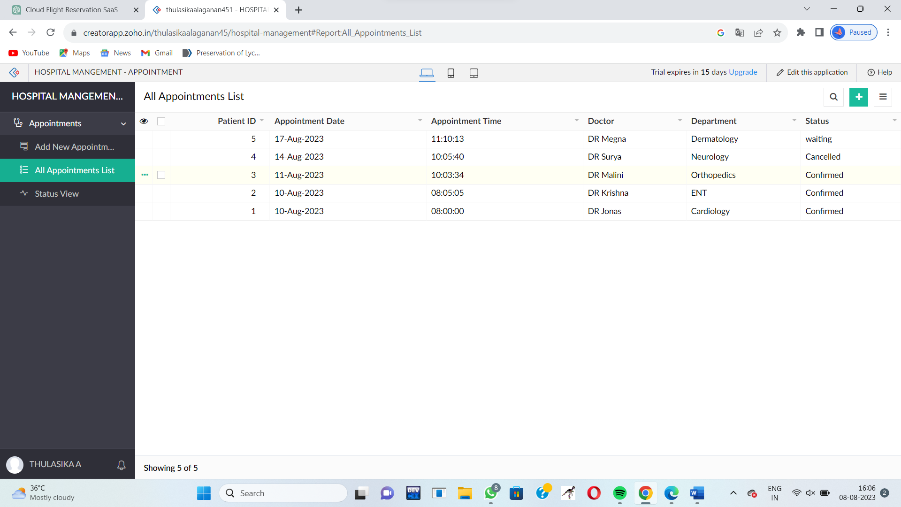 Cloud Flight Reservation SaaS
thulasikaalaganan451 - HOSPITA
creatorapp.zoho.in/thulasikaalaganan45/hospital-management#Report:All_Appointments_List
Paused
YouTube Maps News Gmail Preservation of Lyc...
HOSPITAL MANGEMENT - APPOINTMENT
Trial expires in 15 days Upgrade
Edit this application
Help
HOSPITAL MANGEMEN...
Appointments
Add New Appointm...
All Appointments List
Status View
THULASIKA A
All Appointments List
Patient ID Appointment Date Appointment Time Doctor Department Status
5 17-Aug-2023 11:10:13 DR Megna Dermatology waiting
4 14-Aug-2023 10:05:40 DR Surya Neurology Cancelled
3 11-Aug-2023 10:03:34 DR Malini Orthopedics Confirmed
2 10-Aug-2023 08:05:05 DR Krishna ENT Confirmed
1 10-Aug-2023 08:00:00 DR Jonas Cardiology Confirmed
Showing 5 of 5
36°C
Mostly cloudy
Search
ENG
IN
16:06
08-08-2023
2